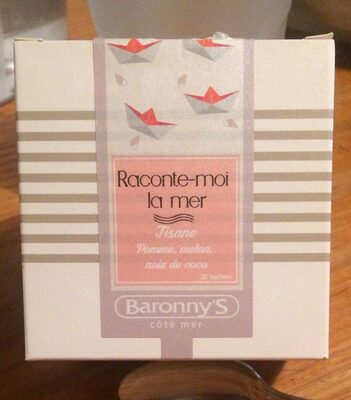 Raconte-moi
la mer
Tisane
Pomme, melon,
noix de coco
20 sachets
Baronny'S
côté mer